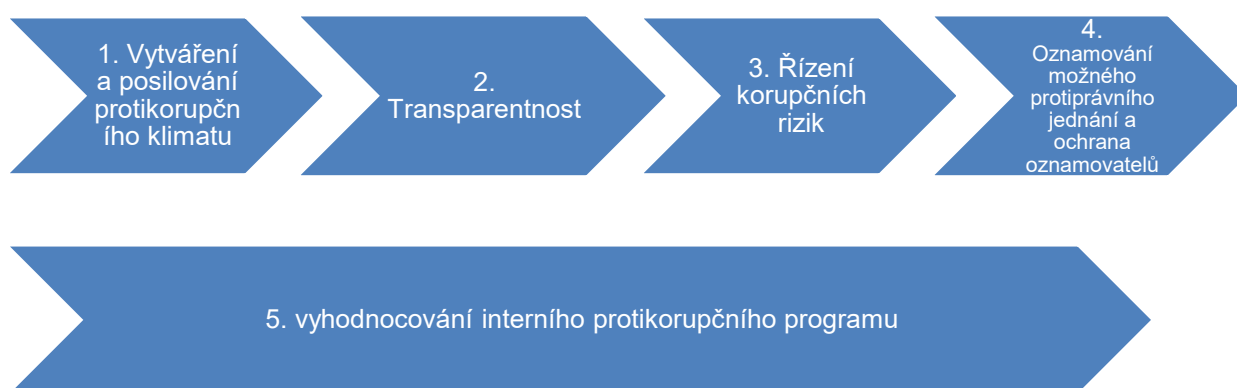 1. Vytváření
a posilování
protikorupčn
ího klimatu
2.
Transparentnost
3. Řízení
korupčních
rizik
4.
Oznamování
možného
protiprávního
jednání a
ochrana
oznamovatelů
5. vyhodnocování interního protikorupčního programu